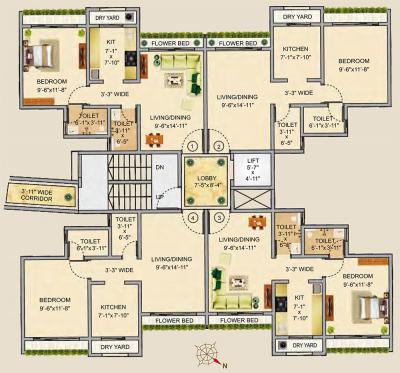 DRY YARD
DRY YARD
KIT
7'-1"
x
7'-10"
FLOWER BED
FLOWER BED
KITCHEN
7'-1"x7'-10"
BEDROOM
9'-6"x11'-8"
BEDROOM
9'-6"x11'-8"
3'-3" WIDE
3'-3" WIDE
LIVING/DINING
9'-6"x14'-11"
LIVING/DINING
9'-6"x14'-11"
TOILET
6'-1"x3'-11"
TOILET
3'-11"
x
6'-5"
TOILET
3'-11"
x
6'-5"
TOILET
6'-1"x3'-11"
1
2
DN
UP
LOBBY
7'-5"x8'-4"
LIFT
5'-7"
x
4'-11"
3'-11" WIDE
CORRIDOR
4
3
TOILET
6'-1"x3'-11"
TOILET
3'-11"
x
6'-5"
TOILET
3'-11"
x
6'-5"
TOILET
6'-1"x3'-11"
LIVING/DINING
9'-6"x14'-11"
LIVING/DINING
9'-6"x14'-11"
3'-3" WIDE
3'-3" WIDE
BEDROOM
9'-6"x11'-8"
BEDROOM
9'-6"x11'-8"
KITCHEN
7'-1"x7'-10"
KIT
7'-1"
x
7'-10"
FLOWER BED
FLOWER BED
DRY YARD
DRY YARD
N